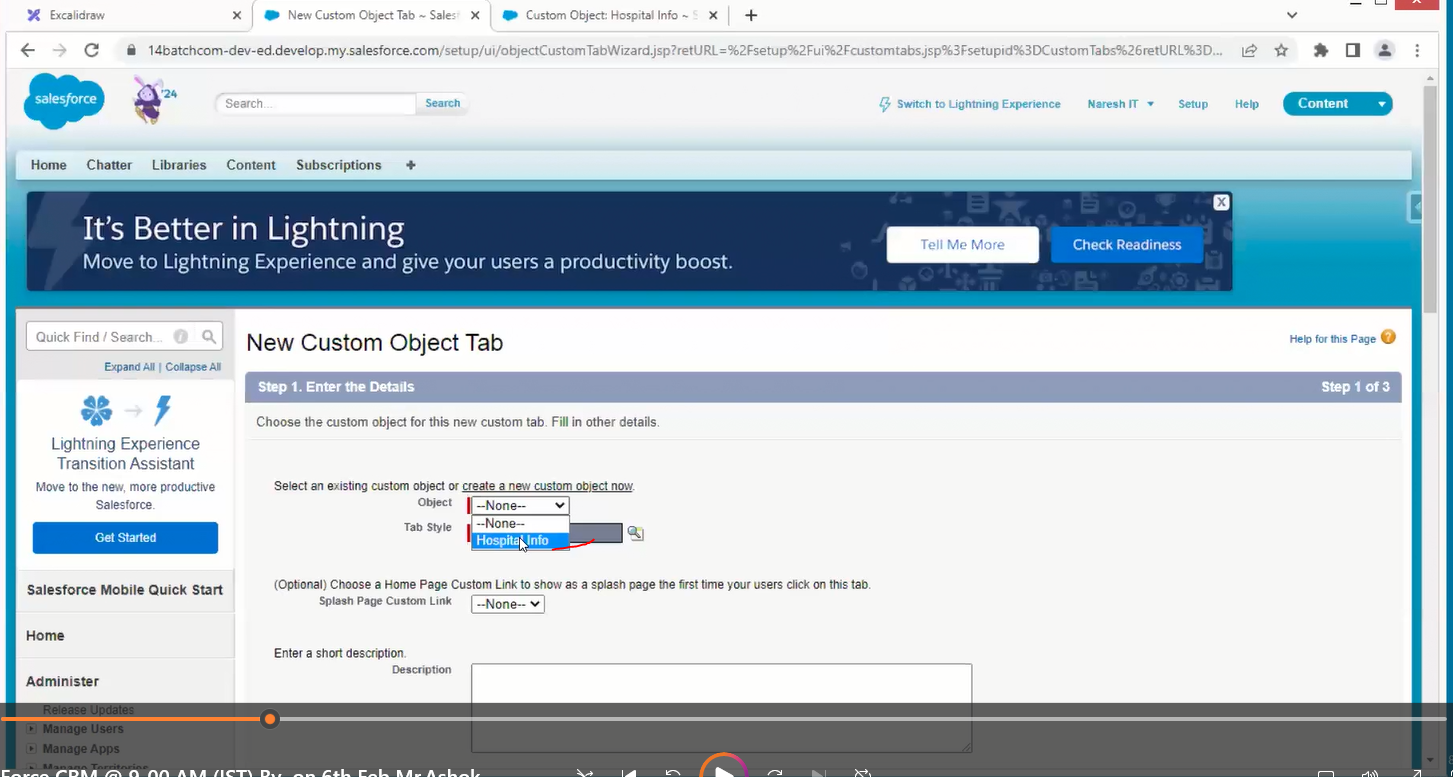 Excalidraw
New Custom Object Tab ~ Salesf
Custom Object: Hospital Info ~ S
14batchcom-dev-ed.develop.my.salesforce.com/setup/ui/objectCustomTabWizard.jsp?retURL=%2Fsetup%2Fui%2Fcustomtabs.jsp%3Fsetupid%3DCustomTabs%26retURL%3D...
salesforce
'24
Search...
Search
Switch to Lightning Experience
Naresh IT
Setup
Help
Content
Home
Chatter
Libraries
Content
Subscriptions
It's Better in Lightning
Move to Lightning Experience and give your users a productivity boost.
Tell Me More
Check Readiness
X
Quick Find / Search...
Expand All | Collapse All
Lightning Experience
Transition Assistant
Move to the new, more productive
Salesforce.
Get Started
Salesforce Mobile Quick Start
Home
Administer
Release Updates
Manage Users
Manage Apps
Manage Territories
New Custom Object Tab
Help for this Page
Step 1. Enter the Details
Step 1 of 3
Choose the custom object for this new custom tab. Fill in other details.
Select an existing custom object or create a new custom object now.
Object
--None--
--None--
Hospital Info
Tab Style
(Optional) Choose a Home Page Custom Link to show as a splash page the first time your users click on this tab.
Splash Page Custom Link
--None--
Enter a short description.
Description
Force CRM @ 9-00 AM (IST) By on 6th Feb Mr.Ashok